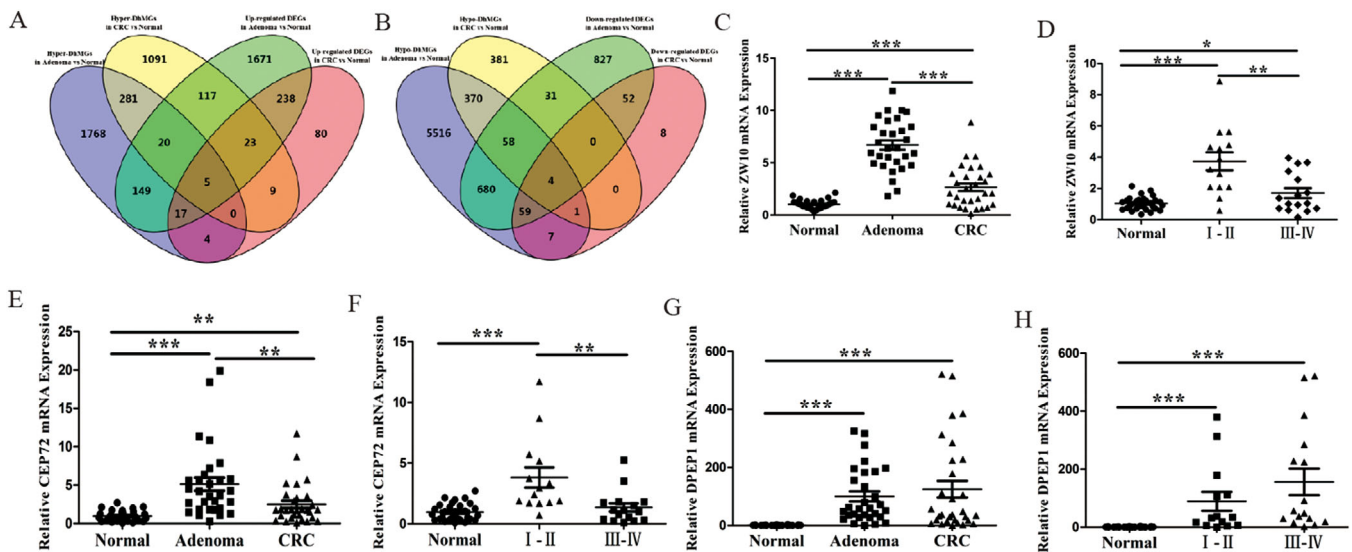 A
Hyper-DhMGs
in CRC vs Normal
Up-regulated DEGs
in Adenoma vs Normal
Hyper-DhMGs
in Adenoma vs Normal
Up regulated DEGs
in CRC vs Normal
1091
1671
281
117
238
1768
20
23
80
149
5
9
17
0
4
B
Hypo-DhMGs
in CRC vs Normal
Down-regulated DEGs
in Adenoma vs Normal
Hypo-DhMGs
in Adenoma vs Normal
Down-regulated DEGs
in CRC vs Normal
381
827
370
31
52
5516
58
0
8
680
4
0
59
1
7
C
Relative ZW10 mRNA Expression
15
10
5
0
***
***
***
Normal
Adenoma
CRC
D
Relative ZW10 mRNA Expression
10
8
6
4
2
0
*
***
**
Normal
I - II
III-IV
E
Relative CEP72 mRNA Expression
25
20
15
10
5
0
**
***
**
Normal
Adenoma
CRC
F
Relative CEP72 mRNA Expression
15
10
5
0
***
**
Normal
I - II
III-IV
G
Relative DPEP1 mRNA Expression
600
400
200
0
***
***
Normal
Adenoma
CRC
H
Relative DPEP1 mRNA Expression
600
400
200
0
***
***
Normal
I - II
III-IV